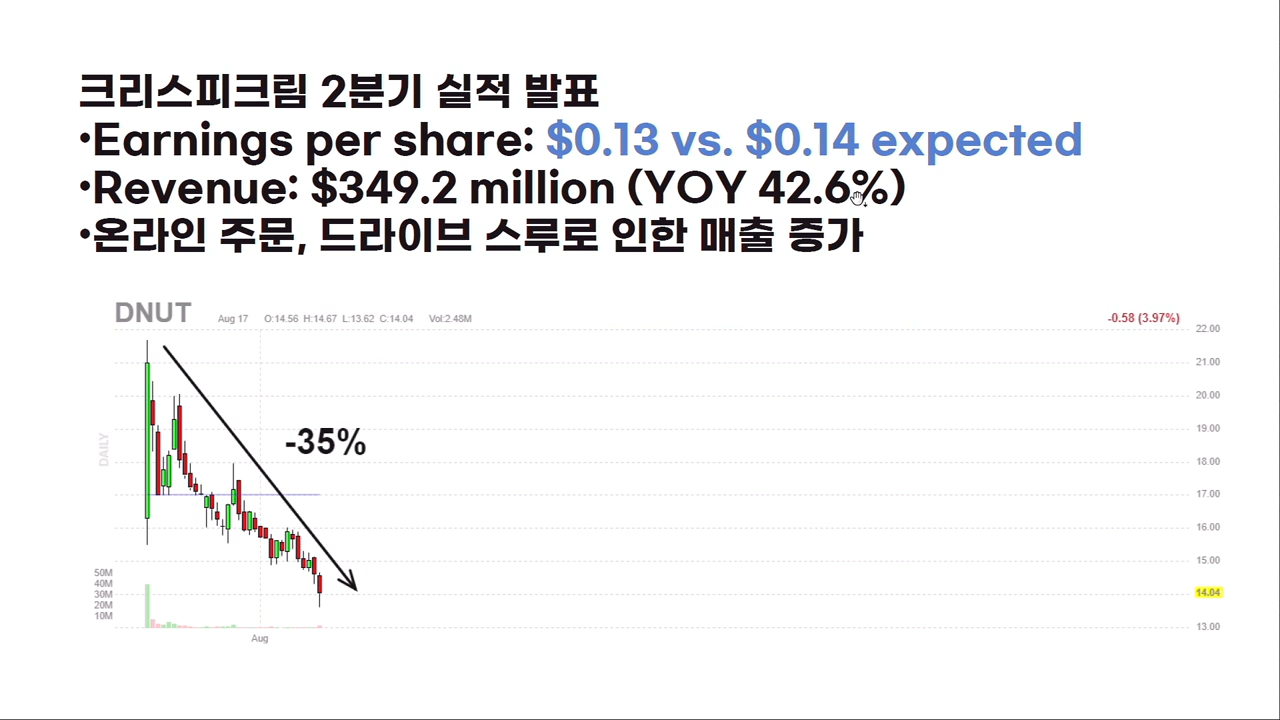 크리스피크림 2분기 실적 발표
•Earnings per share: $0.13 vs. $0.14 expected
•Revenue: $349.2 million (YOY 42.6%)
•온라인 주문, 드라이브 스루로 인한 매출 증가
DNUT Aug 17 O:14.56 H:14.67 L:13.62 C:14.04 Vol:2.48M -0.58 (3.97%)
22.00
21.00
20.00
19.00
-35%
DAILY
18.00
17.00
16.00
15.00
50M
40M
30M
14.04
20M
10M
13.00
Aug